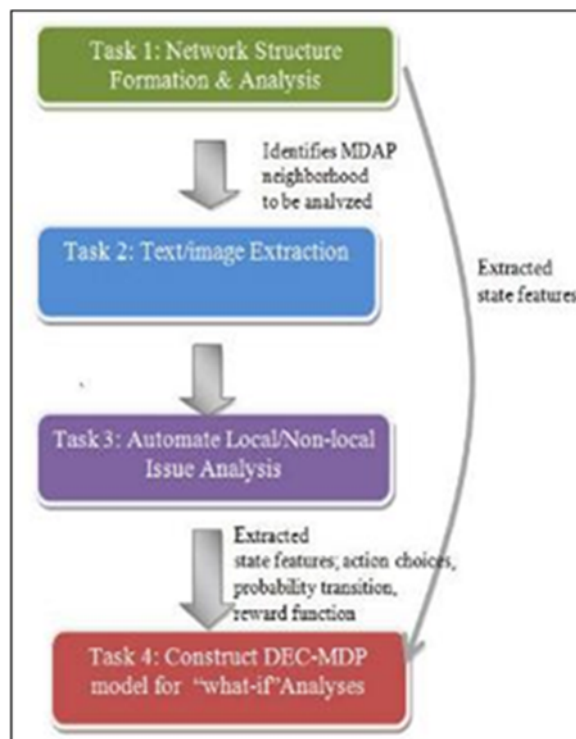 Task 1: Network Structure
Formation & Analysis
Identifies MDAP
neighborhood
to be analyzed
Task 2: Text/image Extraction
Extracted
state features
Task 3: Automate Local/Non-local
Issue Analysis
Extracted
state features, action choices,
probability transition,
reward function
Task 4: Construct DEC-MDP
model for "what-if"Analyses